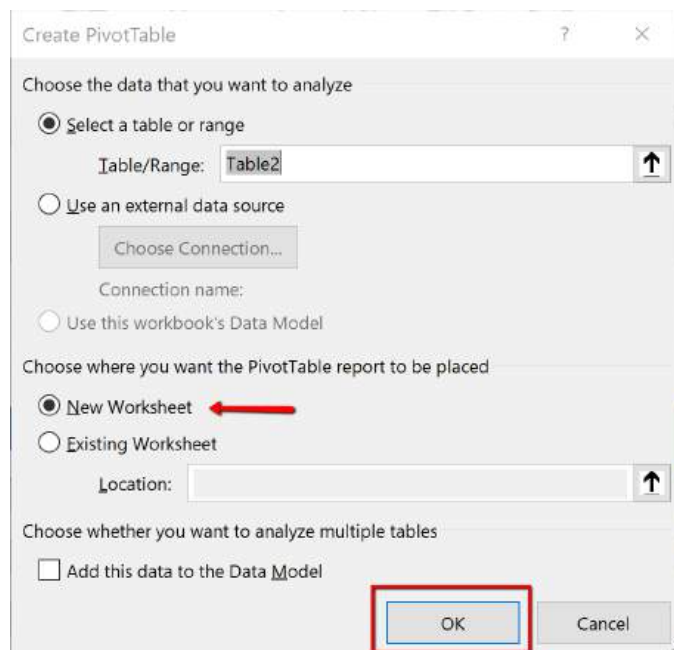 Create PivotTable ?
Choose the data that you want to analyze
Select a table or range
Table/Range: Table2
Use an external data source
Choose Connection...
Connection name:
Use this workbook's Data Model
Choose where you want the PivotTable report to be placed
New Worksheet
Existing Worksheet
Location:
Choose whether you want to analyze multiple tables
Add this data to the Data Model
OK Cancel